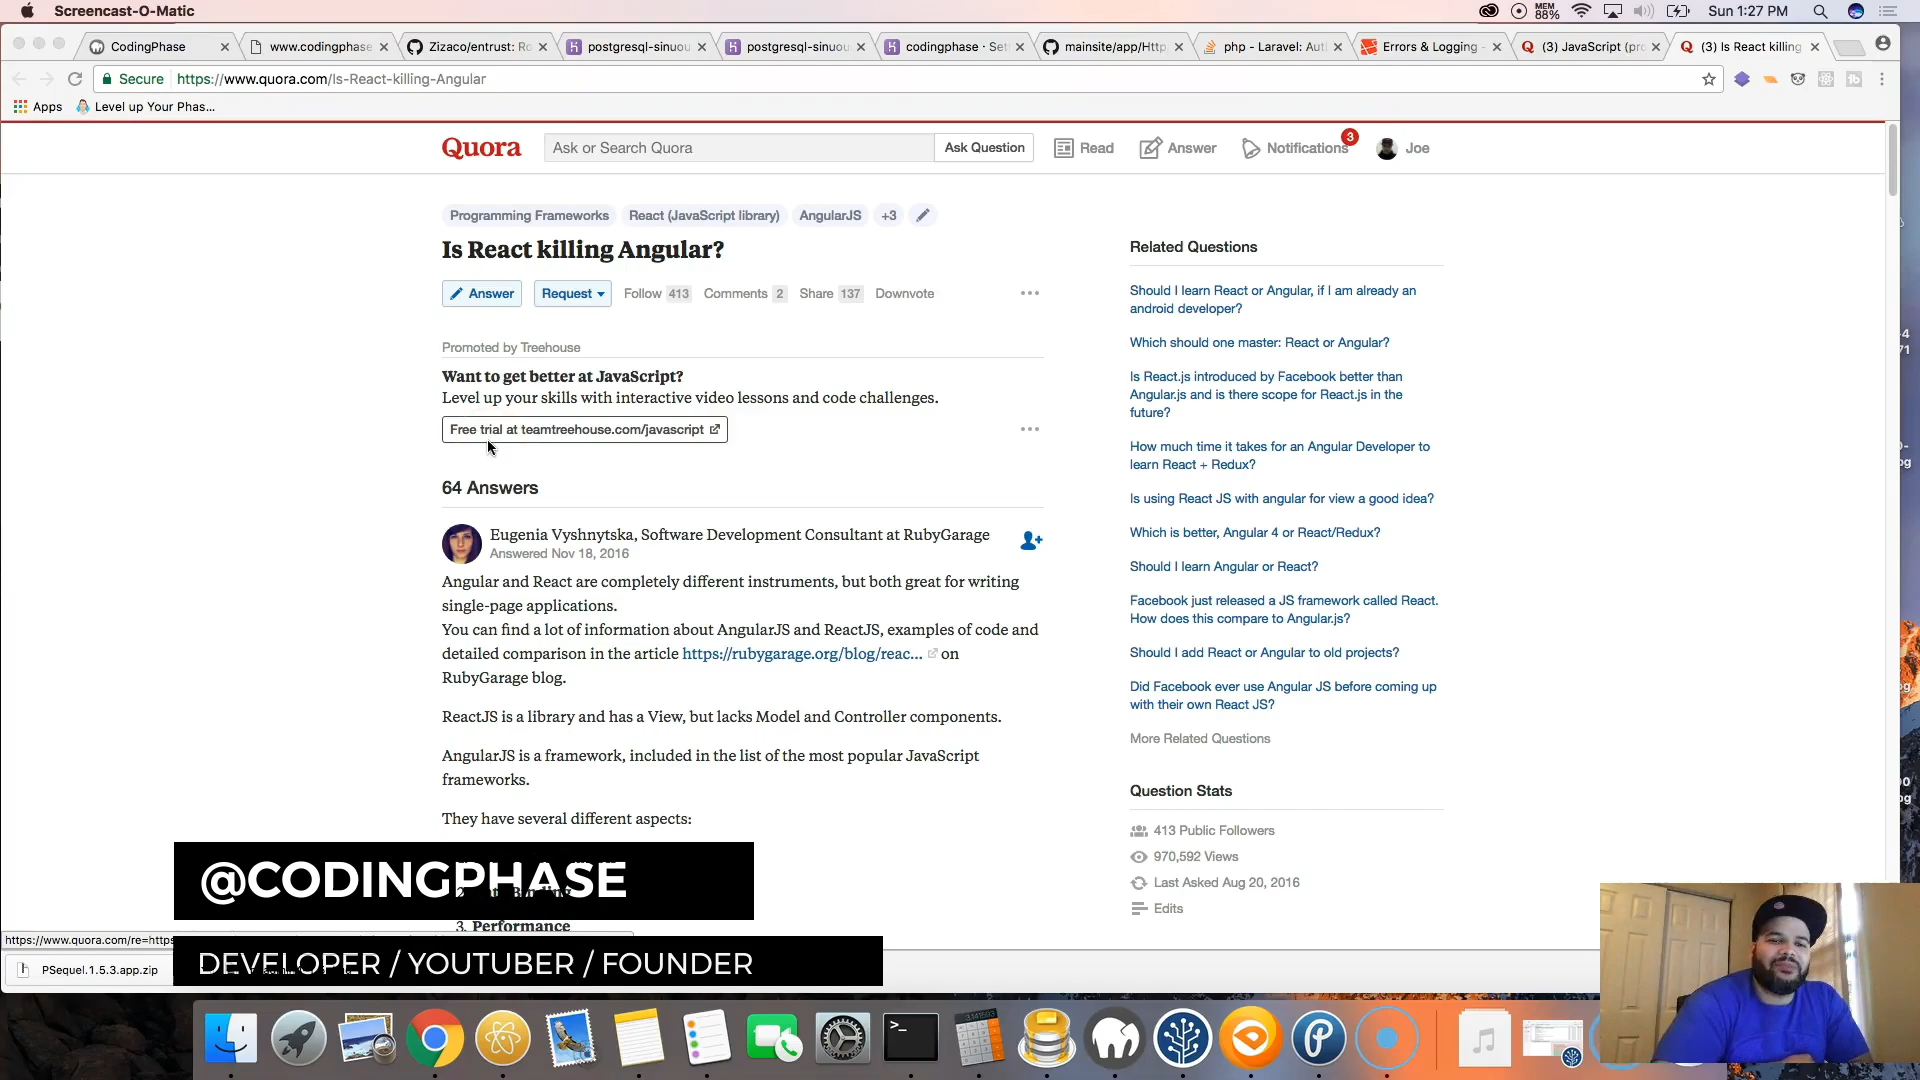 Screencast-O-Matic
MEM
88%
Sun 1:27 PM
CodingPhase
www.codingphase
Zizaco/entrust: Ro
postgresql-sinuou
postgresql-sinuou
codingphase · Set
mainsite/app/Http
php - Laravel: Aut
Errors & Logging -
(3) JavaScript (pro
(3) Is React killing
Secure
https://www.quora.com/Is-React-killing-Angular
Apps
Level up Your Phas...
Quora
Ask or Search Quora
Ask Question
Read
Answer
Notifications
3
Joe
Programming Frameworks
React (JavaScript library)
AngularJS
+3
Is React killing Angular?
Answer
Request
Follow 413
Comments 2
Share 137
Downvote
Promoted by Treehouse
Want to get better at JavaScript?
Level up your skills with interactive video lessons and code challenges.
Free trial at teamtreehouse.com/javascript
64 Answers
Eugenia Vyshnytska, Software Development Consultant at RubyGarage
Answered Nov 18, 2016
Angular and React are completely different instruments, but both great for writing
single-page applications.
You can find a lot of information about AngularJS and ReactJS, examples of code and
detailed comparison in the article https://rubygarage.org/blog/reac... on
RubyGarage blog.
ReactJS is a library and has a View, but lacks Model and Controller components.
AngularJS is a framework, included in the list of the most popular JavaScript
frameworks.
They have several different aspects:
3. Performance
Related Questions
Should I learn React or Angular, if I am already an
android developer?
Which should one master: React or Angular?
Is React.js introduced by Facebook better than
Angular.js and is there scope for React.js in the
future?
How much time it takes for an Angular Developer to
learn React + Redux?
Is using React JS with angular for view a good idea?
Which is better, Angular 4 or React/Redux?
Should I learn Angular or React?
Facebook just released a JS framework called React.
How does this compare to Angular.js?
Should I add React or Angular to old projects?
Did Facebook ever use Angular JS before coming up
with their own React JS?
More Related Questions
Question Stats
413 Public Followers
970,592 Views
Last Asked Aug 20, 2016
Edits
@CODINGPHASE
DEVELOPER / YOUTUBER / FOUNDER
https://www.quora.com/re=https
PSequel.1.5.3.app.zip